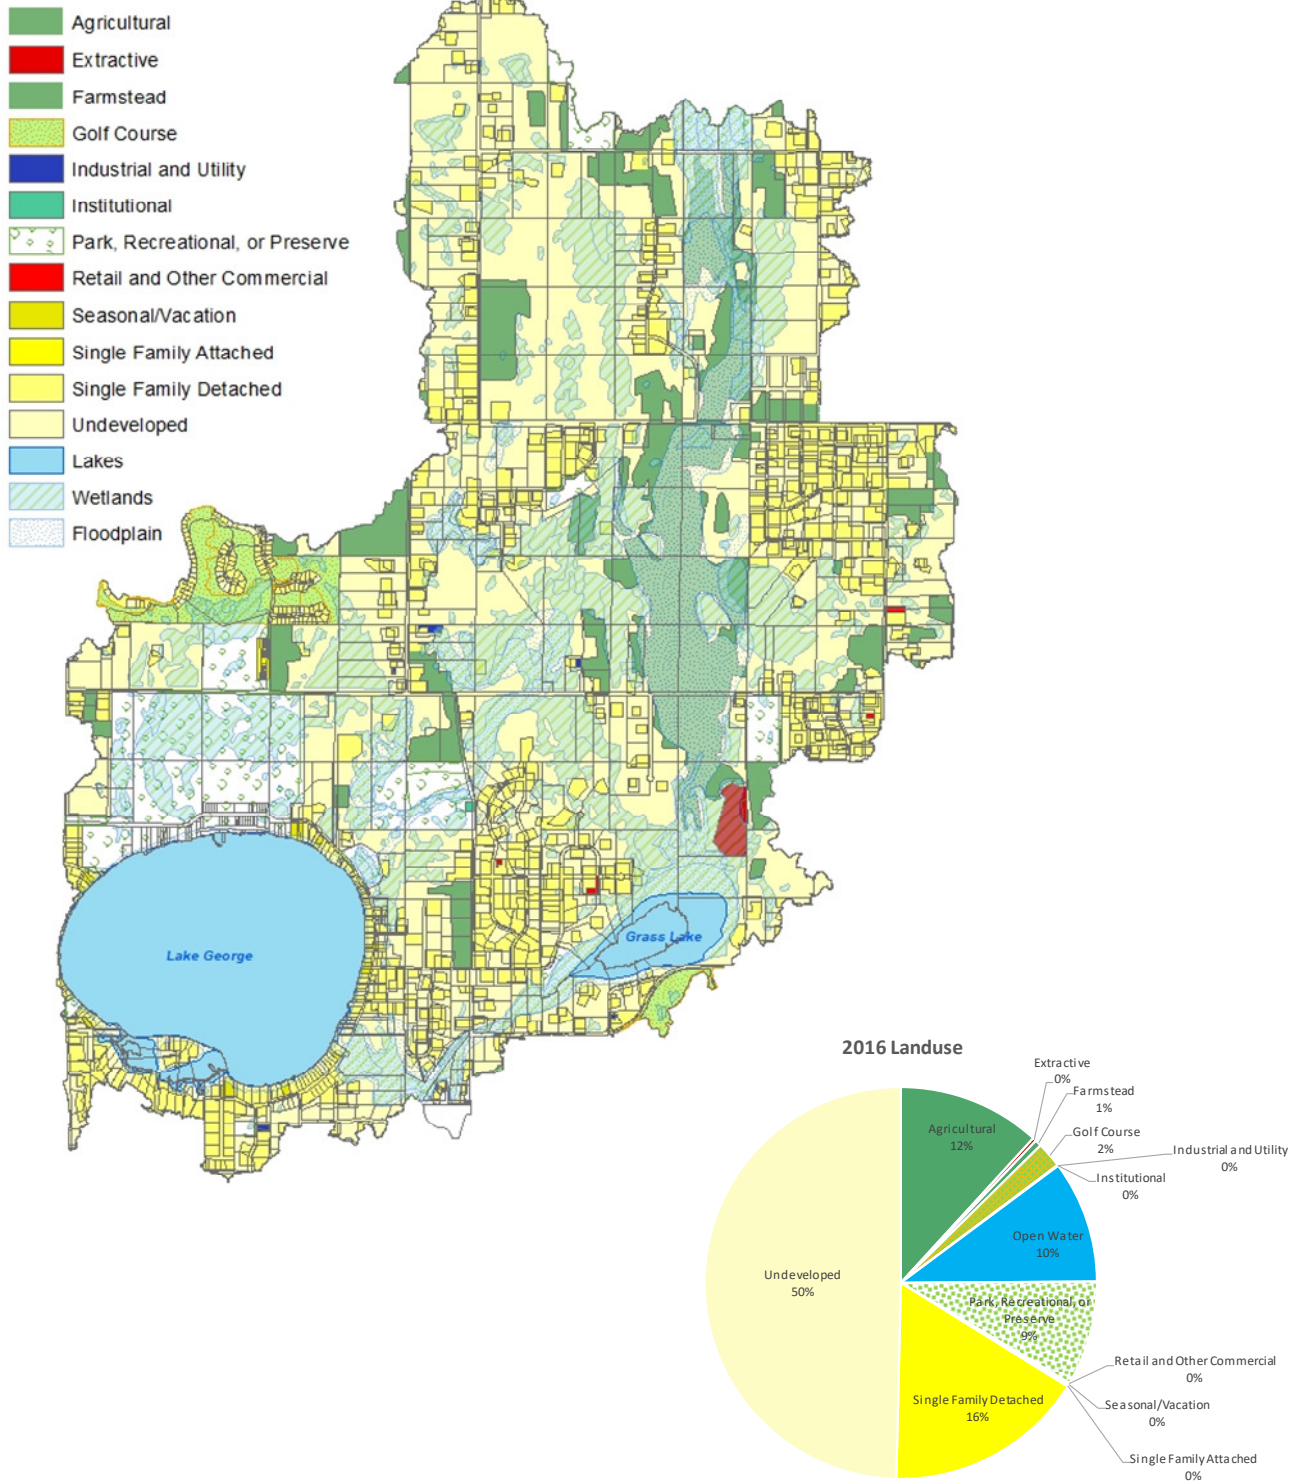 Agricultural
Extractive
Farmstead
Golf Course
Industrial and Utility
Institutional
Park, Recreational, or Preserve
Retail and Other Commercial
Seasonal/Vacation
Single Family Attached
Single Family Detached
Undeveloped
Lakes
Wetlands
Floodplain
Lake George
Grass Lake
2016 Landuse
Extractive
0%
Farmstead
1%
Golf Course
2%
Industrial and Utility
0%
Institutional
0%
Agricultural
12%
Open Water
10%
Undeveloped
50%
Park, Recreational, or
Preserve
9%
Retail and Other Commercial
0%
Seasonal/Vacation
0%
Single Family Detached
16%
Single Family Attached
0%